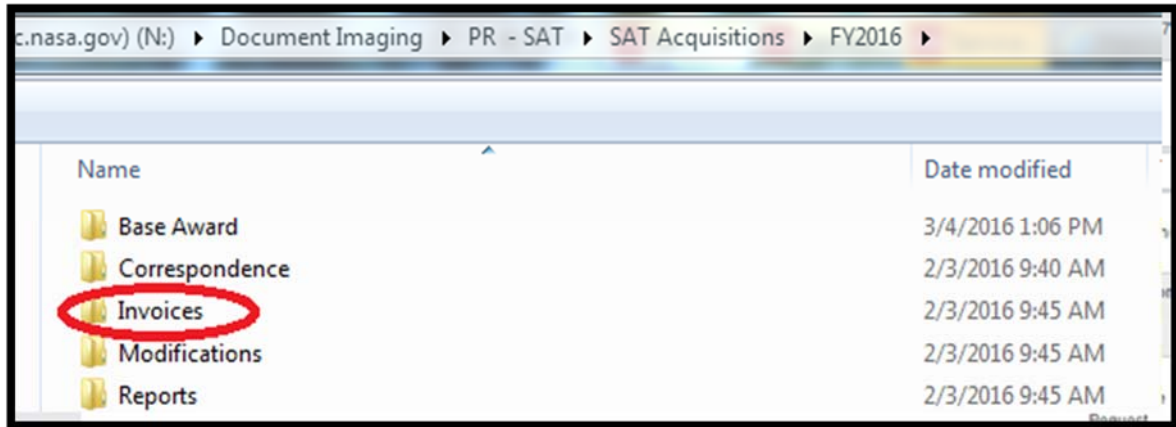 c.nasa.gov) (N:) ▸ Document Imaging ▸ PR - SAT ▸ SAT Acquisitions ▸ FY2016 ▸
Name Date modified
Base Award 3/4/2016 1:06 PM
Correspondence 2/3/2016 9:40 AM
Invoices 2/3/2016 9:45 AM
Modifications 2/3/2016 9:45 AM
Reports 2/3/2016 9:45 AM
Request